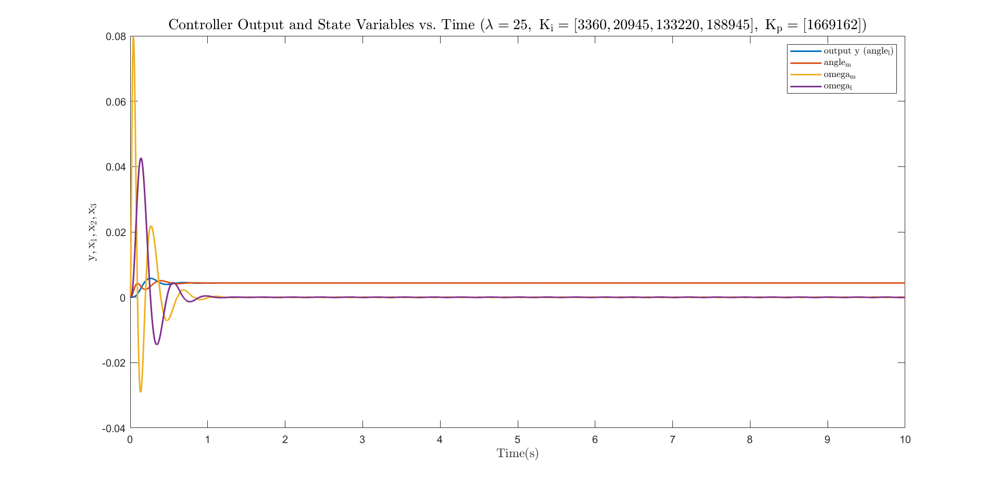 Controller Output and State Variables vs. Time (λ = 25, Kᵢ = [3360, 20945, 133220, 188945], Kₚ = [1669162])
0.08
0.06
0.04
0.02
0
-0.02
-0.04
y, x₁, x₂, x₃
output y (angleₗ)
angleₘ
omegaₘ
omegaₗ
0 1 2 3 4 5 6 7 8 9 10
Time(s)